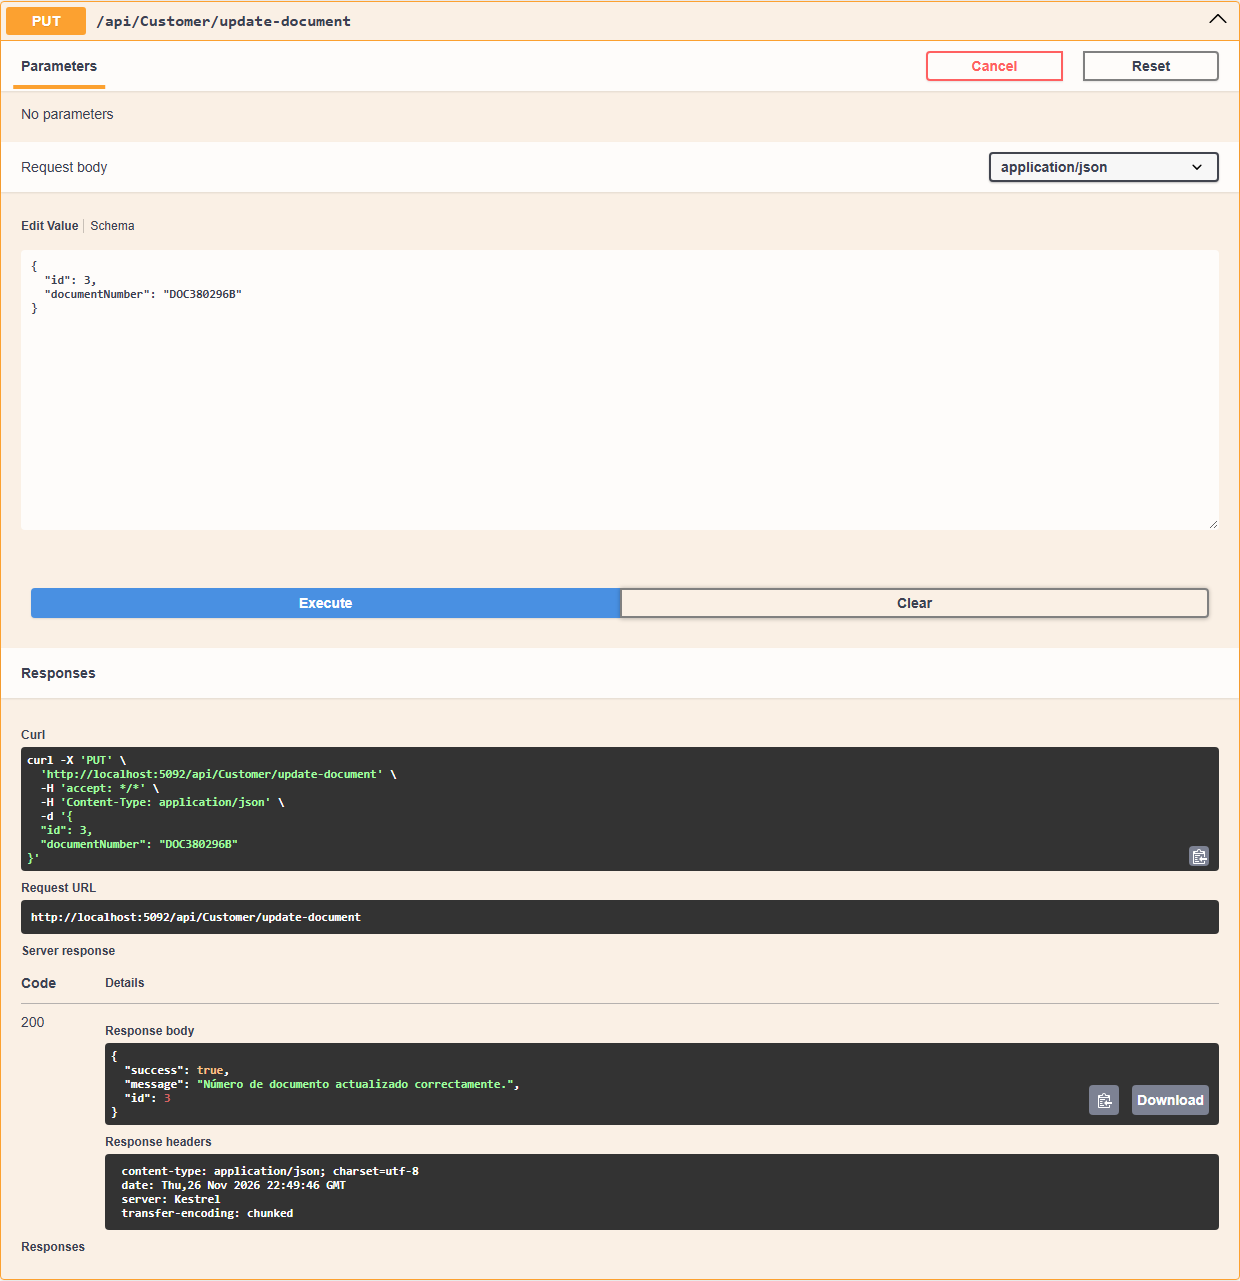 PUT /api/Customer/update-document
Parameters
Cancel
Reset
No parameters
Request body
application/json
Edit Value | Schema
{
  "id": 3,
  "documentNumber": "DOC380296B"
}
Execute
Clear
Responses
Curl
curl -X 'PUT' \
  'http://localhost:5092/api/Customer/update-document' \
  -H 'accept: */*' \
  -H 'Content-Type: application/json' \
  -d '{
  "id": 3,
  "documentNumber": "DOC380296B"
}'
Request URL
http://localhost:5092/api/Customer/update-document
Server response
Code Details
200
Response body
{
  "success": true,
  "message": "Número de documento actualizado correctamente.",
  "id": 3
}
Download
Response headers
content-type: application/json; charset=utf-8
date: Thu,26 Nov 2026 22:49:46 GMT
server: Kestrel
transfer-encoding: chunked
Responses